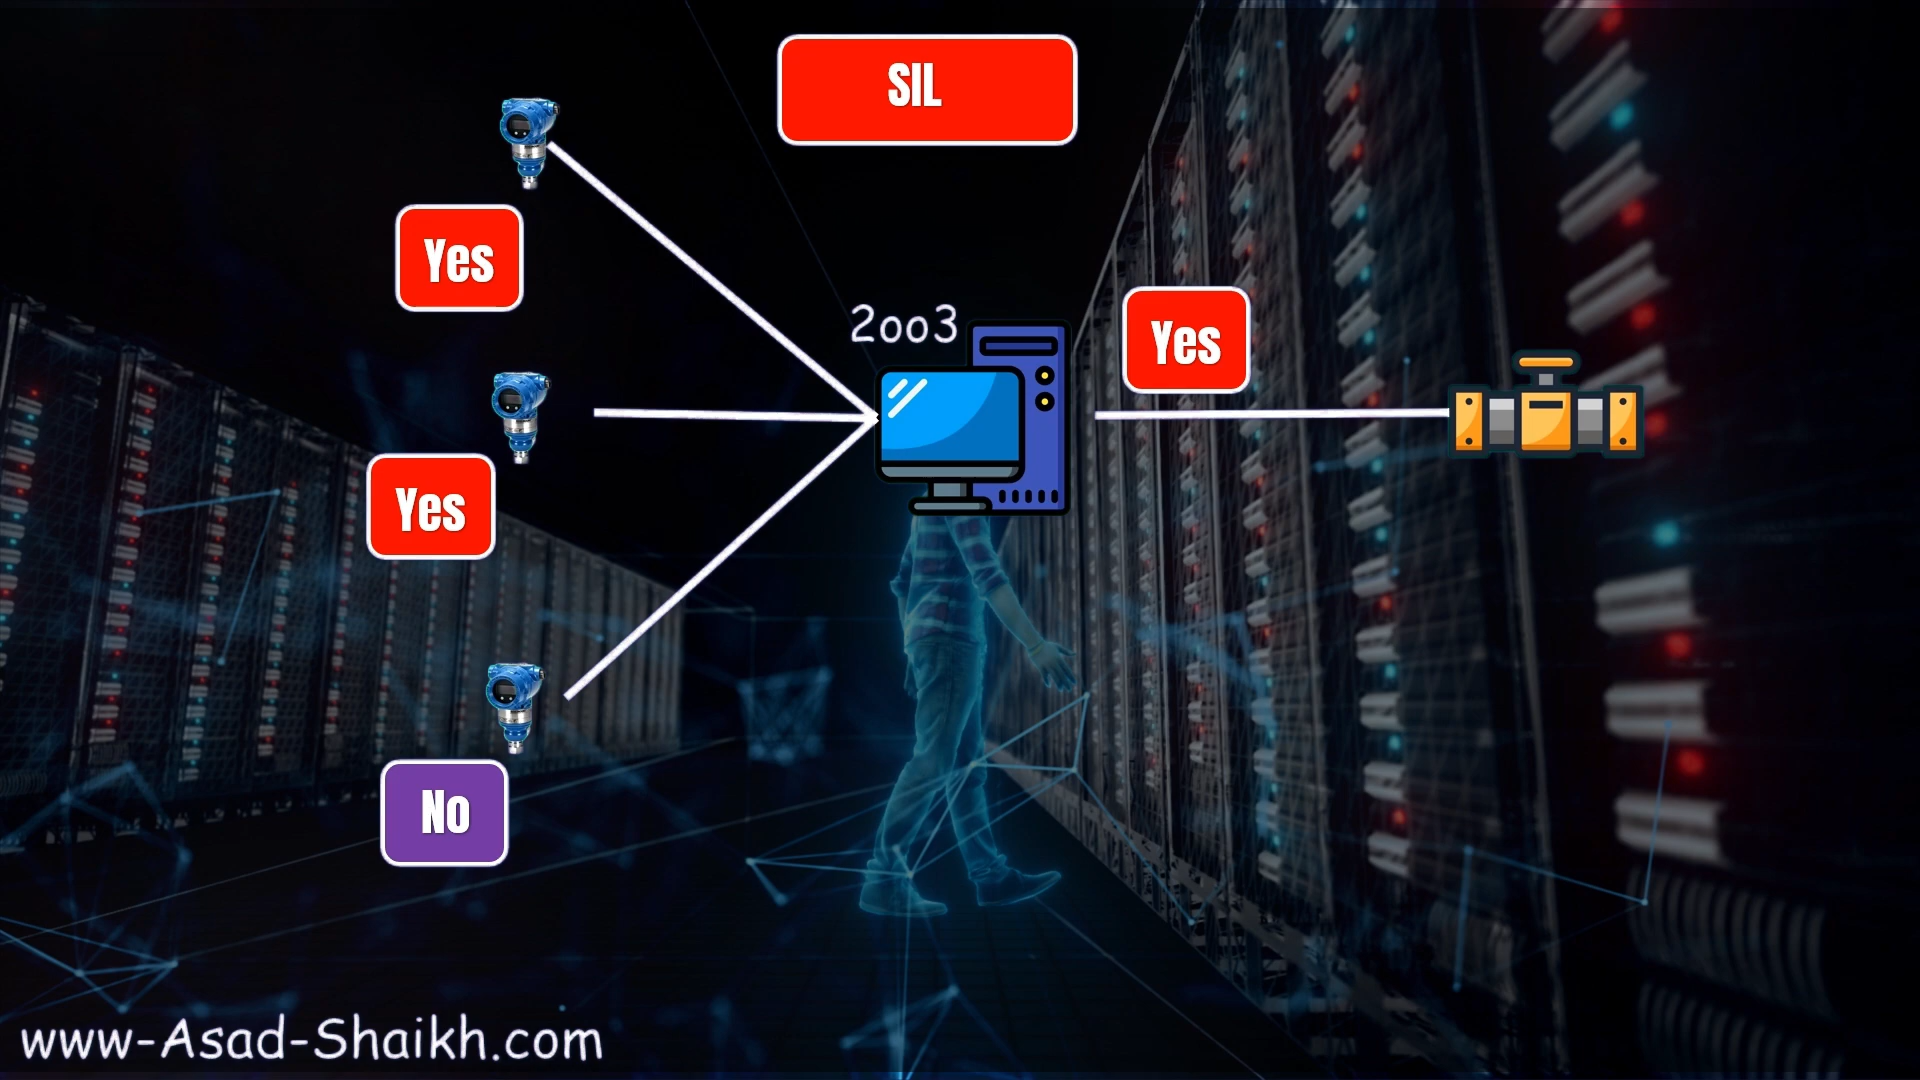 SIL
Yes
2oo3
Yes
Yes
No
www-Asad-Shaikh.com